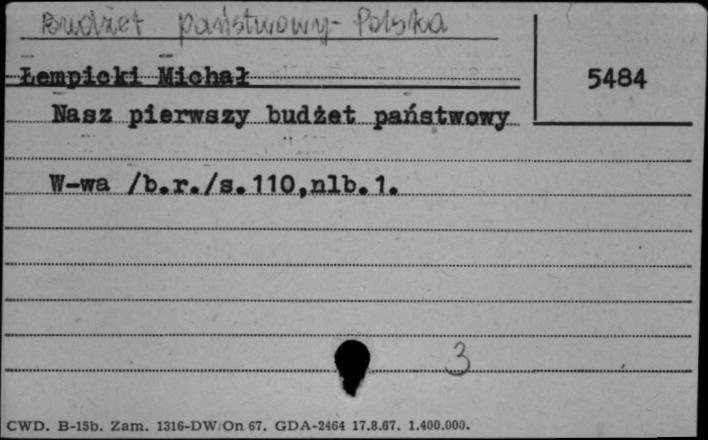 Budżet państwowy - Polska
Łempicki Michał
5484
Nasz pierwszy budżet państwowy
W-wa /b.r./s.110,nlb.1.
3
CWD. B-15b. Zam. 1316-DW/On 67. GDA-2464 17.8.67. 1.400.000.